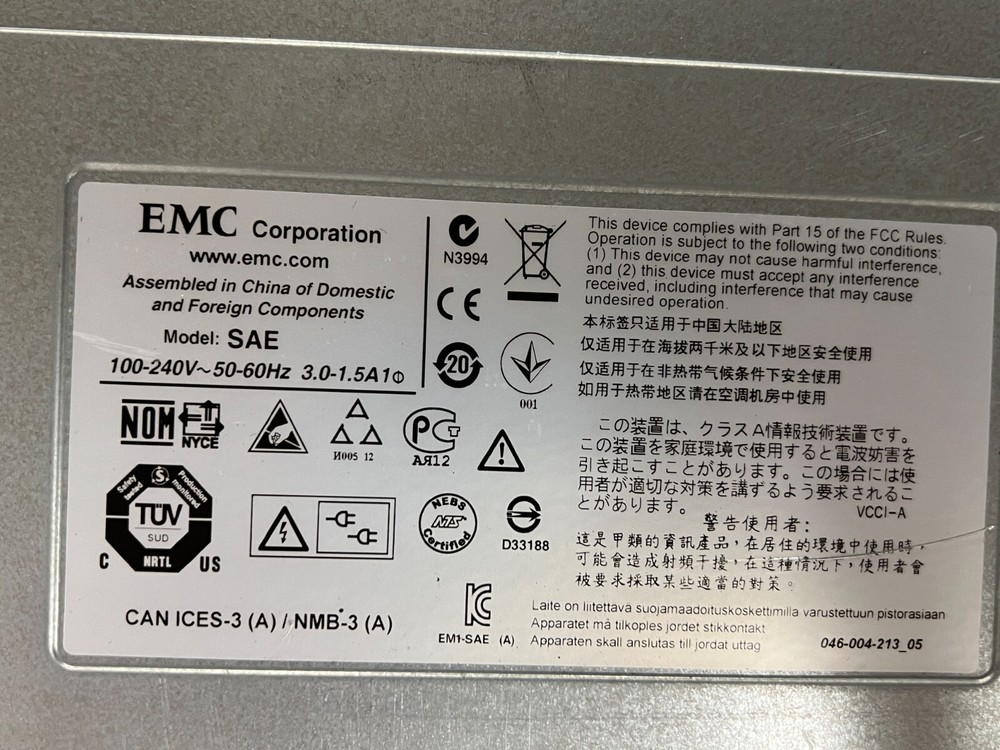 EMC Corporation
www.emc.com
Assembled in China of Domestic
and Foreign Components
Model: SAE
100-240V~50-60Hz 3.0-1.5A1Φ
N3994
CE
20
001
This device complies with Part 15 of the FCC Rules.
Operation is subject to the following two conditions:
(1) This device may not cause harmful interference,
and (2) this device must accept any interference
received, including interference that may cause
undesired operation.
本标签只适用于中国大陆地区
仅适用于在海拔两千米及以下地区安全使用
仅适用于在非热带气候条件下安全使用
如用于热带地区请在空调机房中使用
この装置は、クラスA情報技術装置です。
この装置を家庭環境で使用すると電波妨害を
引き起こすことがあります。この場合には使
用者が適切な対策を講ずるよう要求されるこ
とがあります。
VCCI-A
警告使用者:
這是甲類的資訊產品，在居住的環境中使用時，
可能會造成射頻干擾，在這種情況下，使用者會
被要求採取某些適當的對策。
NOM
NYCE
И005 12
РСТ
АЯ12
Safety tested
S
Production monitored
TÜV
SUD
C NRTL US
NEBS
NTS
Certified
D33188
CAN ICES-3 (A) / NMB-3 (A)
EM1-SAE (A)
Laite on liitettävä suojamaadoituskoskettimilla varustettuun pistorasiaan
Apparatet må tilkoples jordet stikkontakt
Apparaten skall anslutas till jordat uttag
046-004-213_05